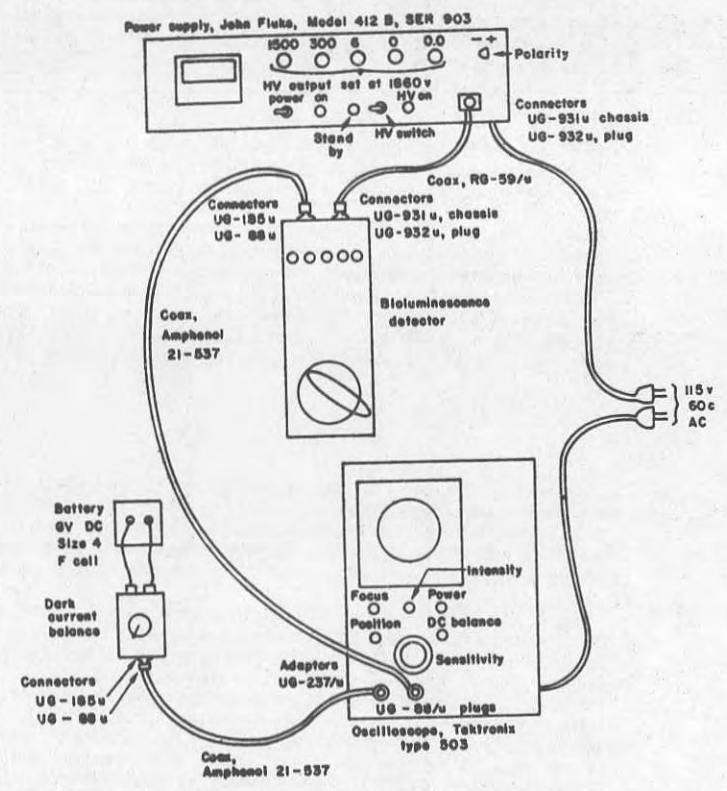 Power supply, John Fluke, Model 412 B, SER 903
1500 300 6 0 0.0
- +
Polarity
HV output set at 1860 v
power on
HV on
Stand
by
HV switch
Connectors
UG-931u chassis
UG-932u, plug
Coax, RG-59/u
Connectors
UG-185u
UG-88u
Connectors
UG-931u, chassis
UG-932u, plug
Bioluminescence
detector
Coax,
Amphenol
21-537
115v
60c
AC
Battery
6V DC
Size 4
F cell
Dark
current
balance
Connectors
UG-185u
UG-88u
Intensity
Focus
Power
Position
DC balance
Sensitivity
Adaptors
UG-237/u
UG-88/u plugs
Oscilloscope, Tektronix
type 503
Coax,
Amphenol 21-537